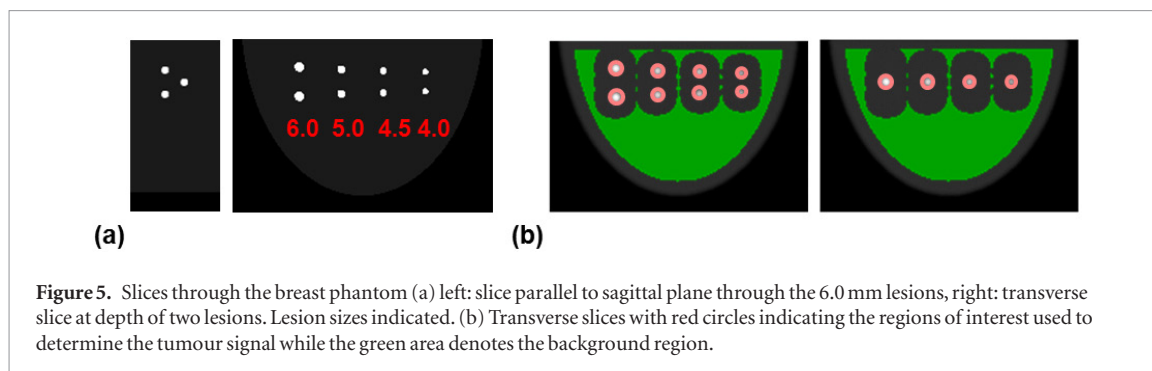 6.0 5.0 4.5 4.0
(a) (b)
Figure 5. Slices through the breast phantom (a) left: slice parallel to sagittal plane through the 6.0 mm lesions, right: transverse
slice at depth of two lesions. Lesion sizes indicated. (b) Transverse slices with red circles indicating the regions of interest used to
determine the tumour signal while the green area denotes the background region.